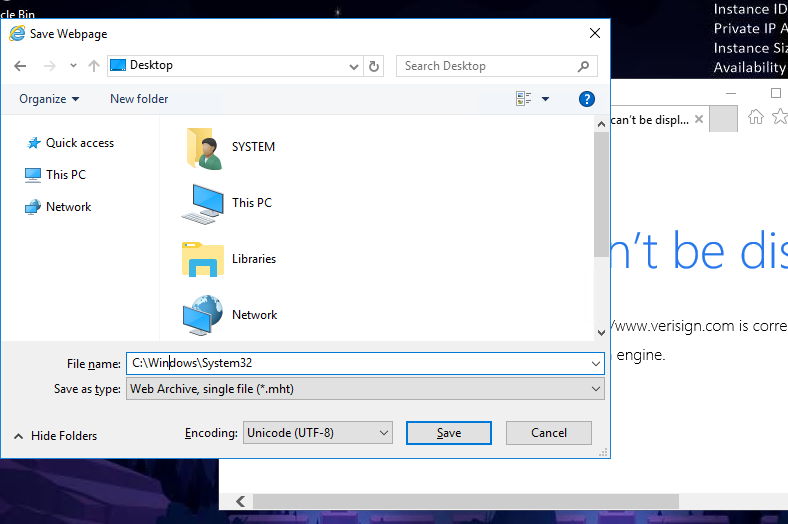 cle Bin
Instance ID
Private IP A
Instance Siz
Availability
Save Webpage
Desktop
Search Desktop
Organize
New folder
?
Quick access
This PC
Network
SYSTEM
This PC
Libraries
Network
can't be displ...
n't be dis
/www.verisign.com is corre
engine.
File name: C:\Windows\System32
Save as type: Web Archive, single file (*.mht)
Hide Folders
Encoding: Unicode (UTF-8)
Save
Cancel